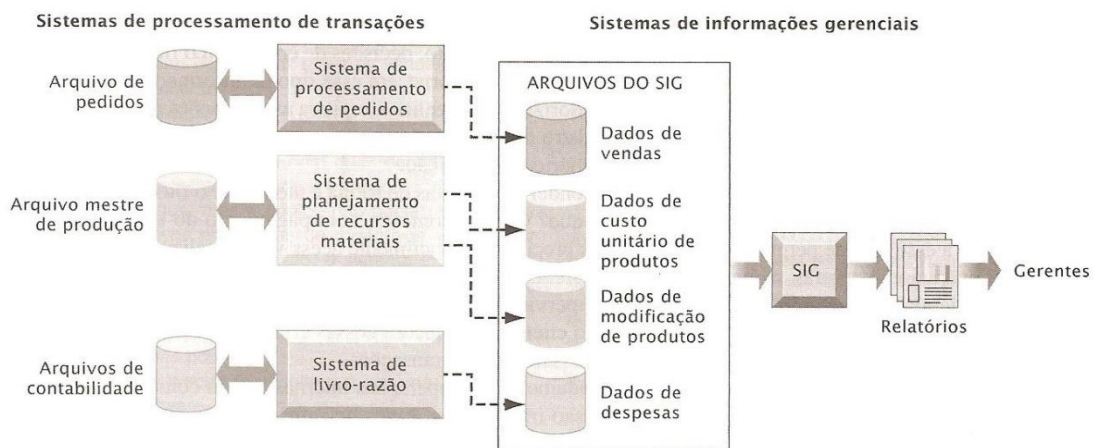 Sistemas de processamento de transações
Sistemas de informações gerenciais
Arquivo de
pedidos
Sistema de
processamento
de pedidos
Arquivo mestre
de produção
Sistema de
planejamento
de recursos
materiais
Arquivos de
contabilidade
Sistema de
livro-razão
ARQUIVOS DO SIG
Dados de
vendas
Dados de
custo
unitário de
produtos
Dados de
modificação
de produtos
Dados de
despesas
SIG
Relatórios
Gerentes